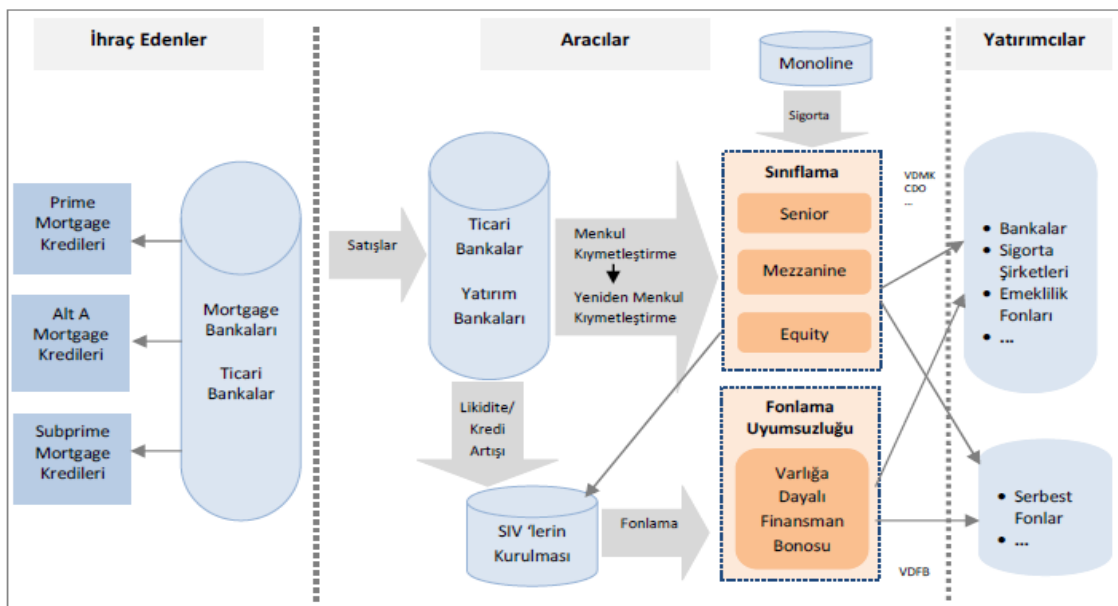 İhraç Edenler
Aracılar
Yatırımcılar
Monoline
Sigorta
Prime
Mortgage
Kredileri
Alt A
Mortgage
Kredileri
Subprime
Mortgage
Kredileri
Mortgage
Bankaları
Ticari
Bankalar
Satışlar
Ticari
Bankalar
Yatırım
Bankaları
Menkul
Kıymetleştirme
Yeniden Menkul
Kıymetleştirme
Sınıflama
Senior
Mezzanine
Equity
VDMK
CDO
...
• Bankalar
• Sigorta
Şirketleri
• Emeklilik
Fonları
• ...
Likidite/
Kredi
Artışı
SIV 'lerin
Kurulması
Fonlama
Fonlama
Uyumsuzluğu
Varlığa
Dayalı
Finansman
Bonosu
VDFB
• Serbest
Fonlar
• ...